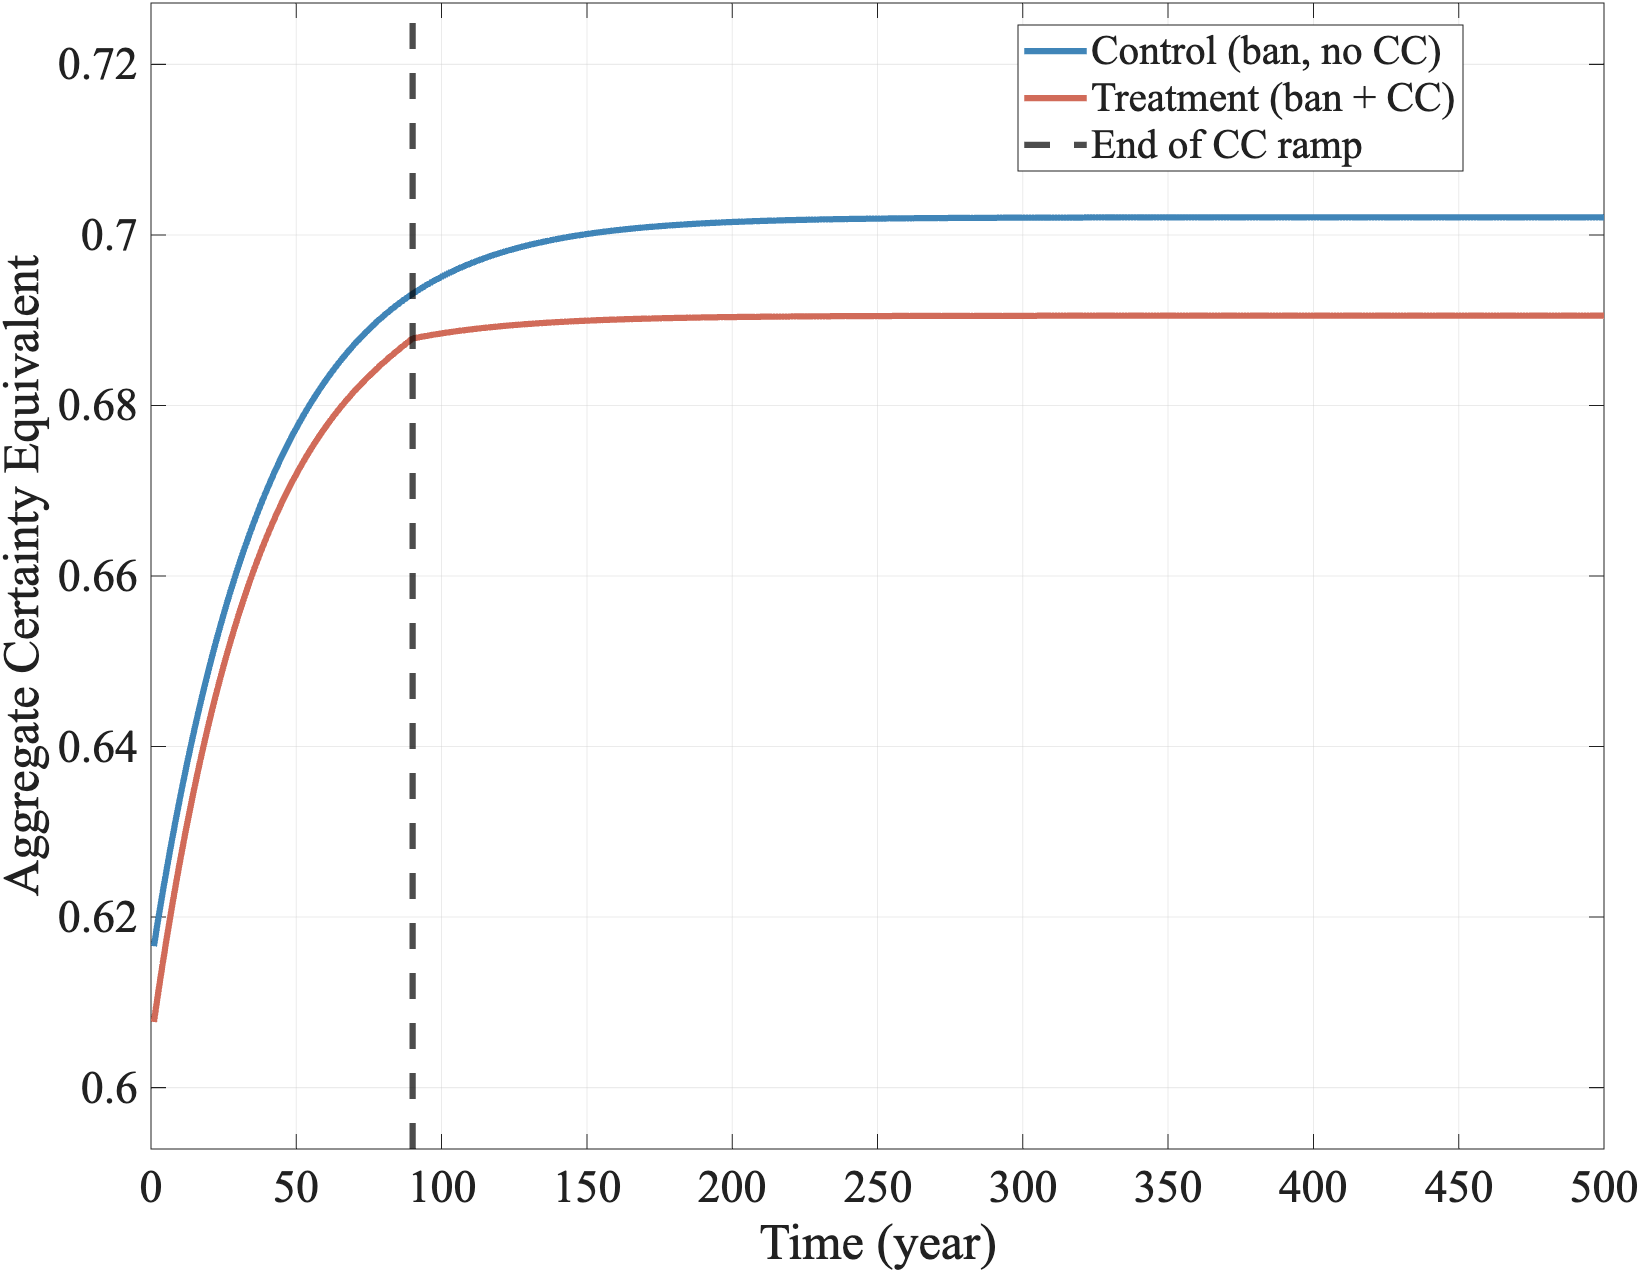 Control (ban, no CC)
Treatment (ban + CC)
End of CC ramp
Aggregate Certainty Equivalent
0.72
0.7
0.68
0.66
0.64
0.62
0.6
0 50 100 150 200 250 300 350 400 450 500
Time (year)